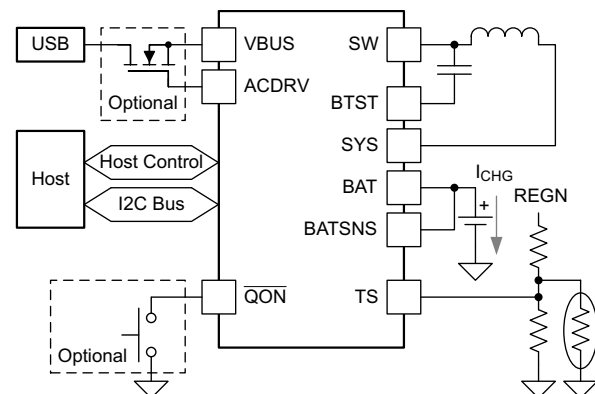 USB
Optional
VBUS
ACDRV
SW
BTST
SYS
Host
Host Control
I2C Bus
BAT
BATSNS
ICHG
+
REGN
QON
TS
Optional